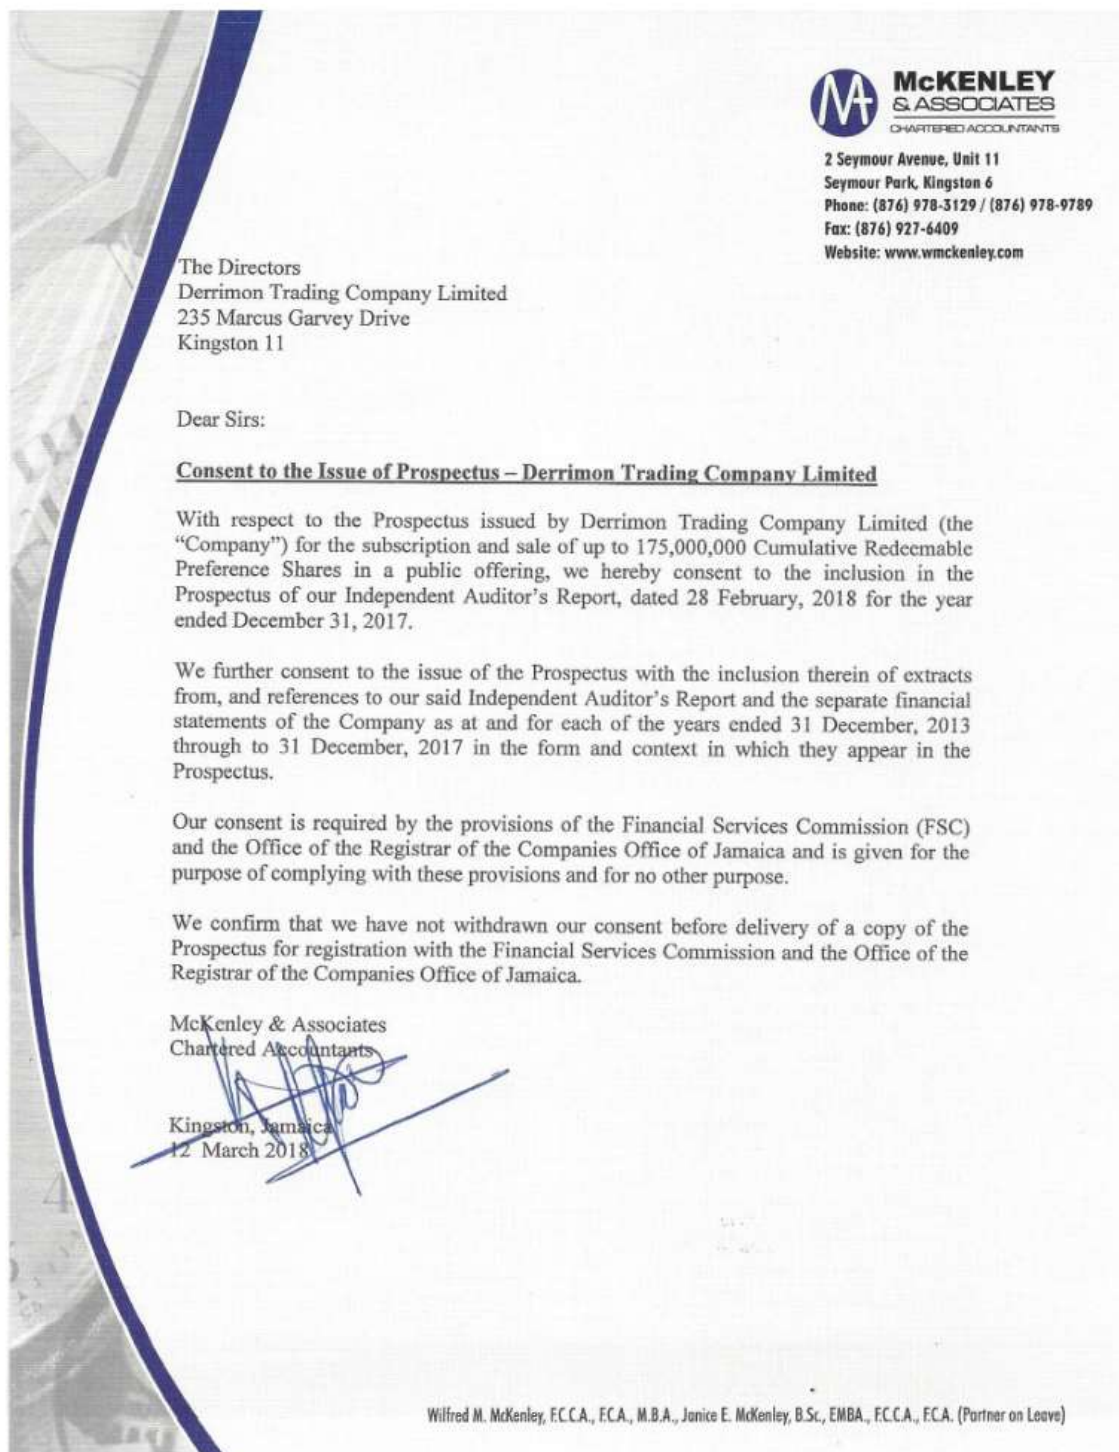 McKENLEY
& ASSOCIATES
CHARTERED ACCOUNTANTS
2 Seymour Avenue, Unit 11
Seymour Park, Kingston 6
Phone: (876) 978-3129 / (876) 978-9789
Fax: (876) 927-6409
Website: www.wmckenley.com
The Directors
Derrimon Trading Company Limited
235 Marcus Garvey Drive
Kingston 11
Dear Sirs:
Consent to the Issue of Prospectus – Derrimon Trading Company Limited
With respect to the Prospectus issued by Derrimon Trading Company Limited (the
“Company”) for the subscription and sale of up to 175,000,000 Cumulative Redeemable
Preference Shares in a public offering, we hereby consent to the inclusion in the
Prospectus of our Independent Auditor’s Report, dated 28 February, 2018 for the year
ended December 31, 2017.
We further consent to the issue of the Prospectus with the inclusion therein of extracts
from, and references to our said Independent Auditor’s Report and the separate financial
statements of the Company as at and for each of the years ended 31 December, 2013
through to 31 December, 2017 in the form and context in which they appear in the
Prospectus.
Our consent is required by the provisions of the Financial Services Commission (FSC)
and the Office of the Registrar of the Companies Office of Jamaica and is given for the
purpose of complying with these provisions and for no other purpose.
We confirm that we have not withdrawn our consent before delivery of a copy of the
Prospectus for registration with the Financial Services Commission and the Office of the
Registrar of the Companies Office of Jamaica.
McKenley & Associates
Chartered Accountants
Kingston, Jamaica
12 March 2018
Wilfred M. McKenley, F.C.C.A., F.C.A., M.B.A., Janice E. McKenley, B.Sc., EMBA., F.C.C.A., F.C.A. (Partner on Leave)